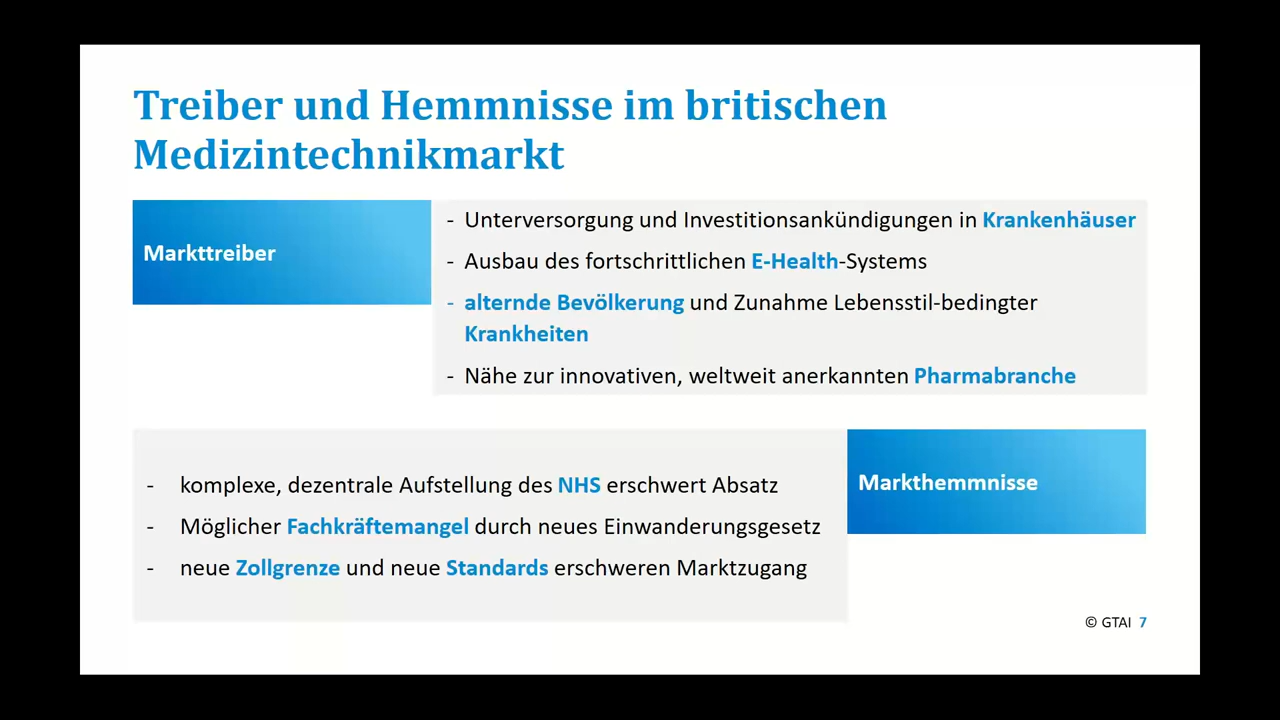 Treiber und Hemmnisse im britischen
Medizintechnikmarkt
Markttreiber
- Unterversorgung und Investitionsankündigungen in Krankenhäuser
- Ausbau des fortschrittlichen E-Health-Systems
- alternde Bevölkerung und Zunahme Lebensstil-bedingter
Krankheiten
- Nähe zur innovativen, weltweit anerkannten Pharmabranche
- komplexe, dezentrale Aufstellung des NHS erschwert Absatz
- Möglicher Fachkräftemangel durch neues Einwanderungsgesetz
- neue Zollgrenze und neue Standards erschweren Marktzugang
Markthemmnisse
© GTAI 7